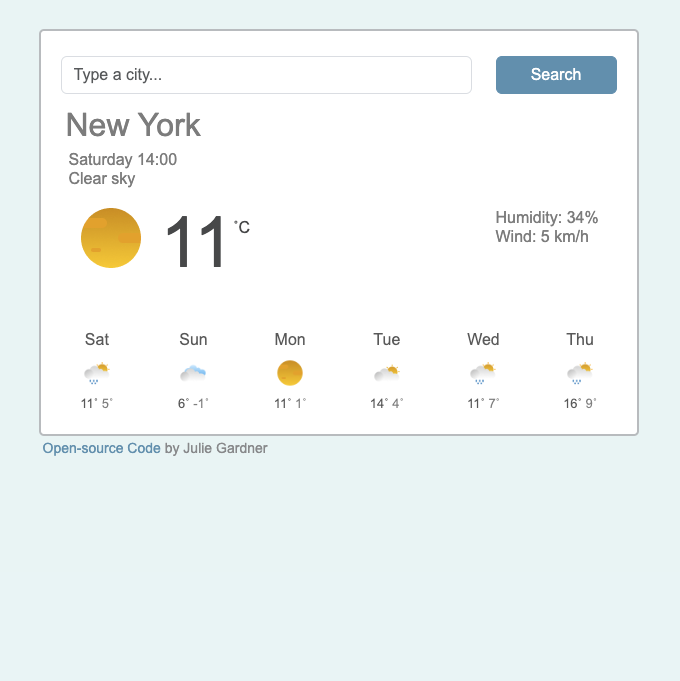 Type a city...
Search
New York
Saturday 14:00
Clear sky
11 °C
Humidity: 34%
Wind: 5 km/h
Sat Sun Mon Tue Wed Thu
11° 5° 6° -1° 11° 1° 14° 4° 11° 7° 16° 9°
Open-source Code by Julie Gardner